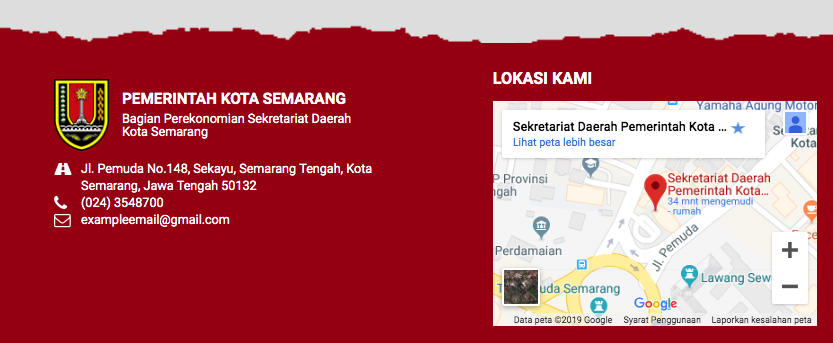 PEMERINTAH KOTA SEMARANG
Bagian Perekonomian Sekretariat Daerah
Kota Semarang
Jl. Pemuda No.148, Sekayu, Semarang Tengah, Kota
Semarang, Jawa Tengah 50132
(024) 3548700
exampleemail@gmail.com
LOKASI KAMI
Yamaha Agung Motor
Sekretariat Daerah Pemerintah Kota ...
Lihat peta lebih besar
Kota
P Provinsi
ngah
Sekretariat Daerah
Pemerintah Kota...
34 mnt mengemudi
- rumah
Perdamaian
Jl. Pemuda
Lawang Sew
uda Semarang
Google
Data peta ©2019 Google
Syarat Penggunaan
Laporkan kesalahan peta